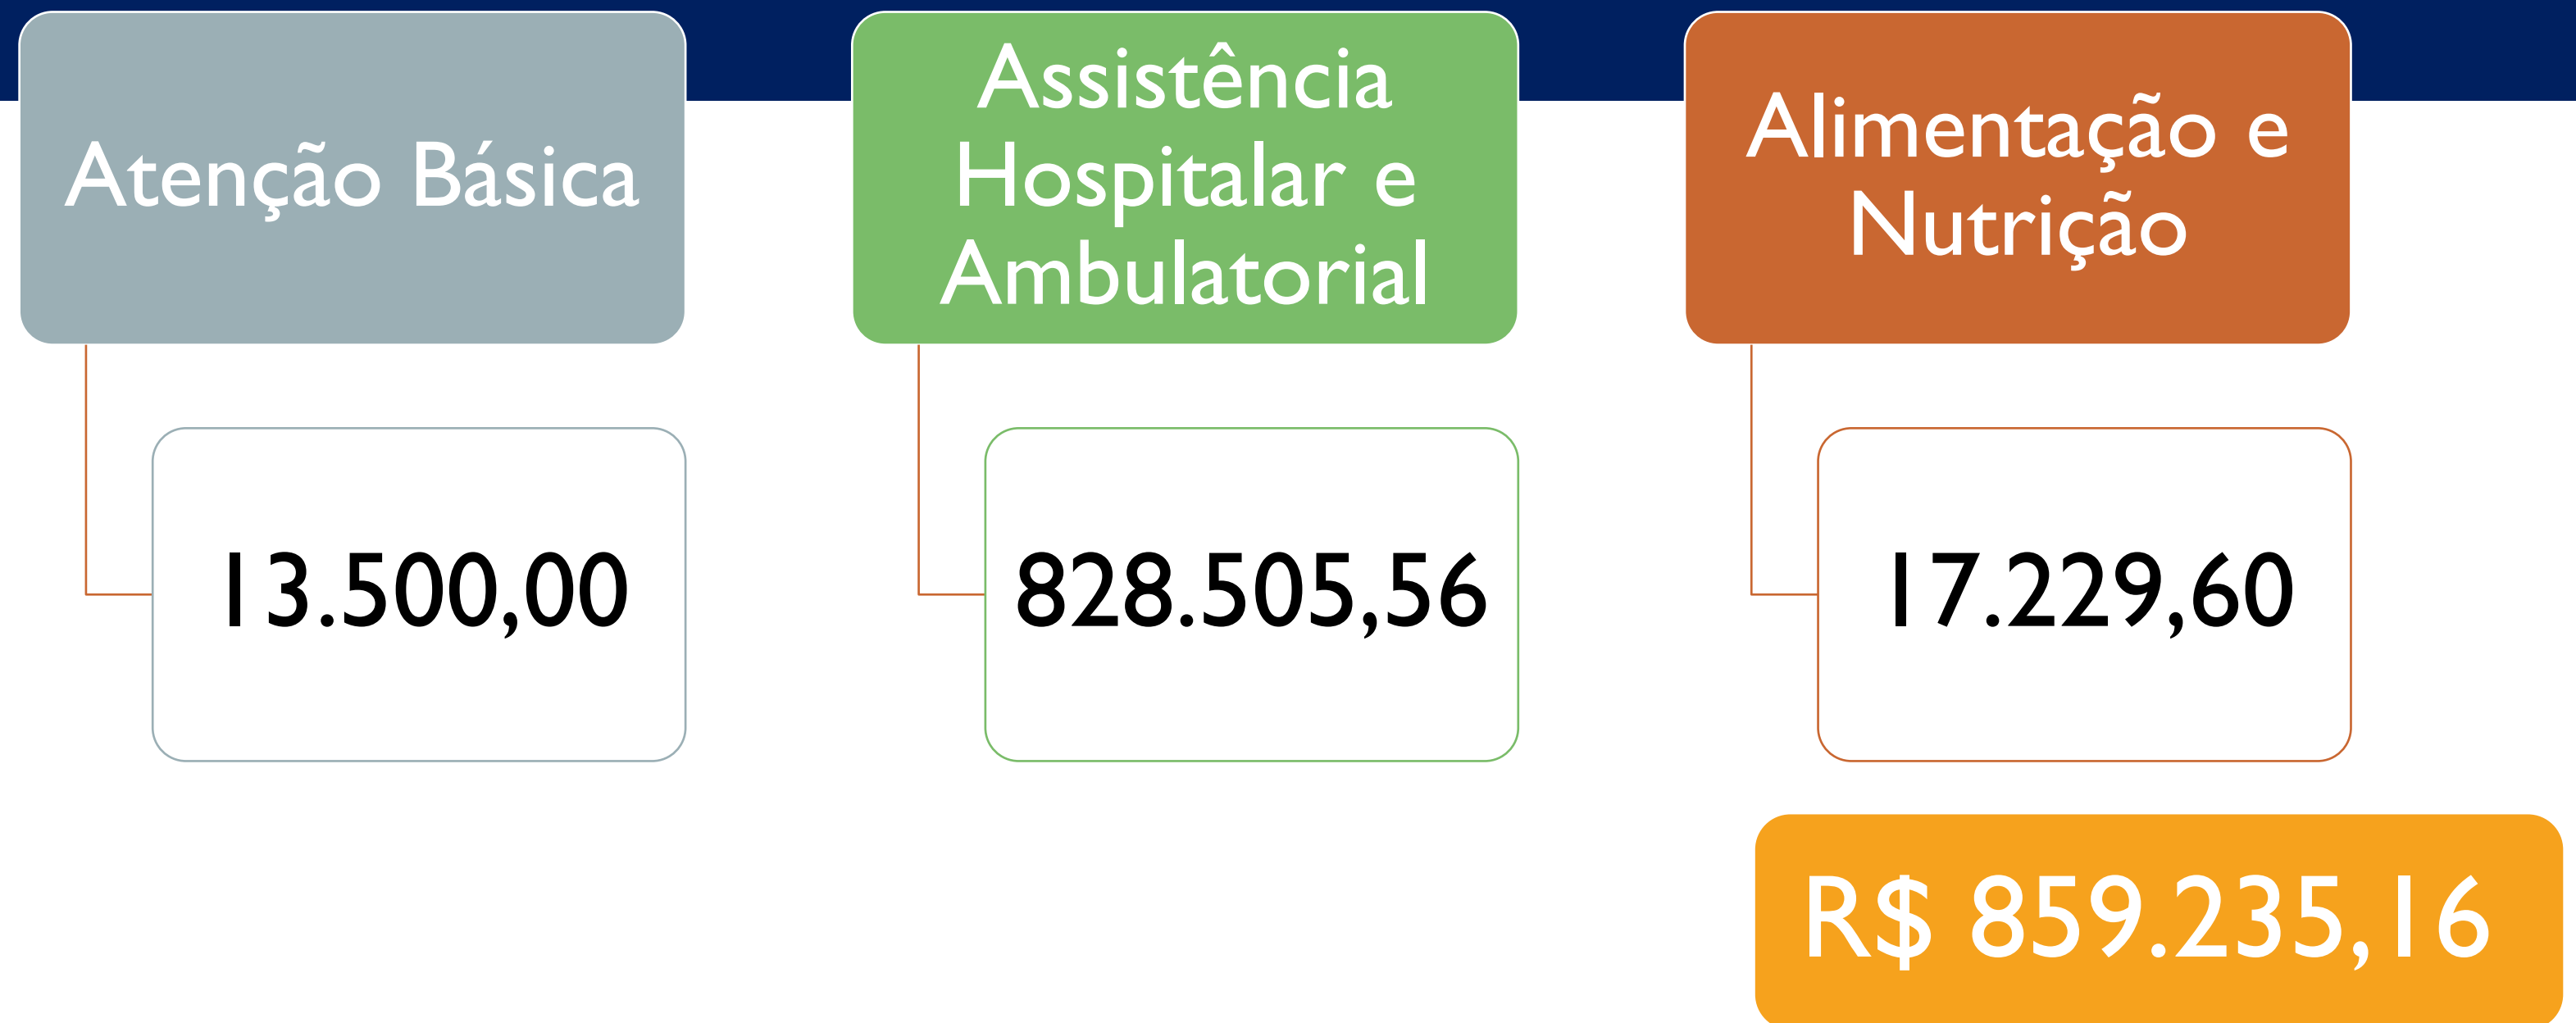 Atenção Básica
13.500,00
Assistência
Hospitalar e
Ambulatorial
828.505,56
Alimentação e
Nutrição
17.229,60
R$ 859.235,16